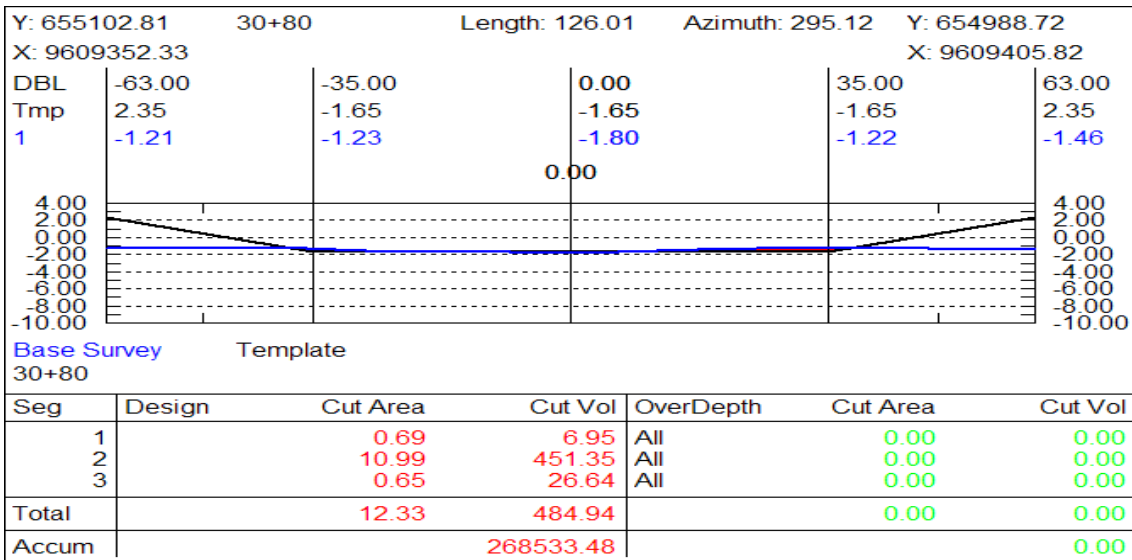 Y: 655102.81 30+80 Length: 126.01 Azimuth: 295.12 Y: 654988.72
X: 9609352.33 X: 9609405.82
DBL -63.00 -35.00 0.00 35.00 63.00
Tmp 2.35 -1.65 -1.65 -1.65 2.35
1 -1.21 -1.23 -1.80 -1.22 -1.46
0.00
4.00 4.00
2.00 2.00
0.00 0.00
-2.00 -2.00
-4.00 -4.00
-6.00 -6.00
-8.00 -8.00
-10.00 -10.00
Base Survey Template
30+80
Seg Design Cut Area Cut Vol OverDepth Cut Area Cut Vol
1 0.69 6.95 All 0.00 0.00
2 10.99 451.35 All 0.00 0.00
3 0.65 26.64 All 0.00 0.00
Total 12.33 484.94 0.00 0.00
Accum 268533.48 0.00